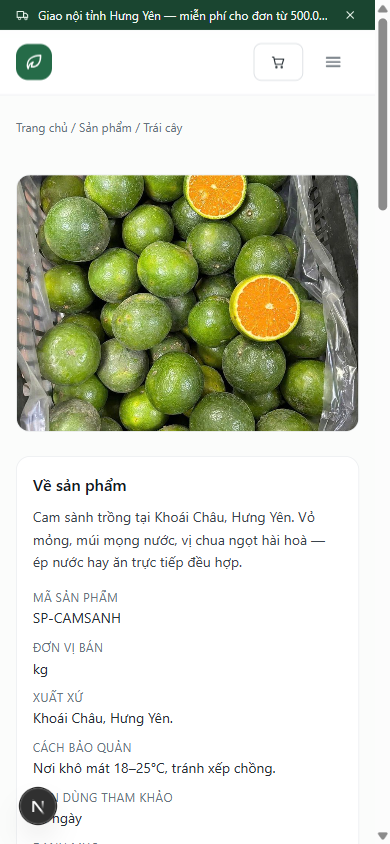 Giao nội tỉnh Hưng Yên — miễn phí cho đơn từ 500.0...
Trang chủ / Sản phẩm / Trái cây
Về sản phẩm
Cam sành trồng tại Khoái Châu, Hưng Yên. Vỏ
mỏng, múi mọng nước, vị chua ngọt hài hoà —
ép nước hay ăn trực tiếp đều hợp.
MÃ SẢN PHẨM
SP-CAMSANH
ĐƠN VỊ BÁN
kg
XUẤT XỨ
Khoái Châu, Hưng Yên.
CÁCH BẢO QUẢN
Nơi khô mát 18–25°C, tránh xếp chồng.
DÙNG THAM KHẢO
N
ngày